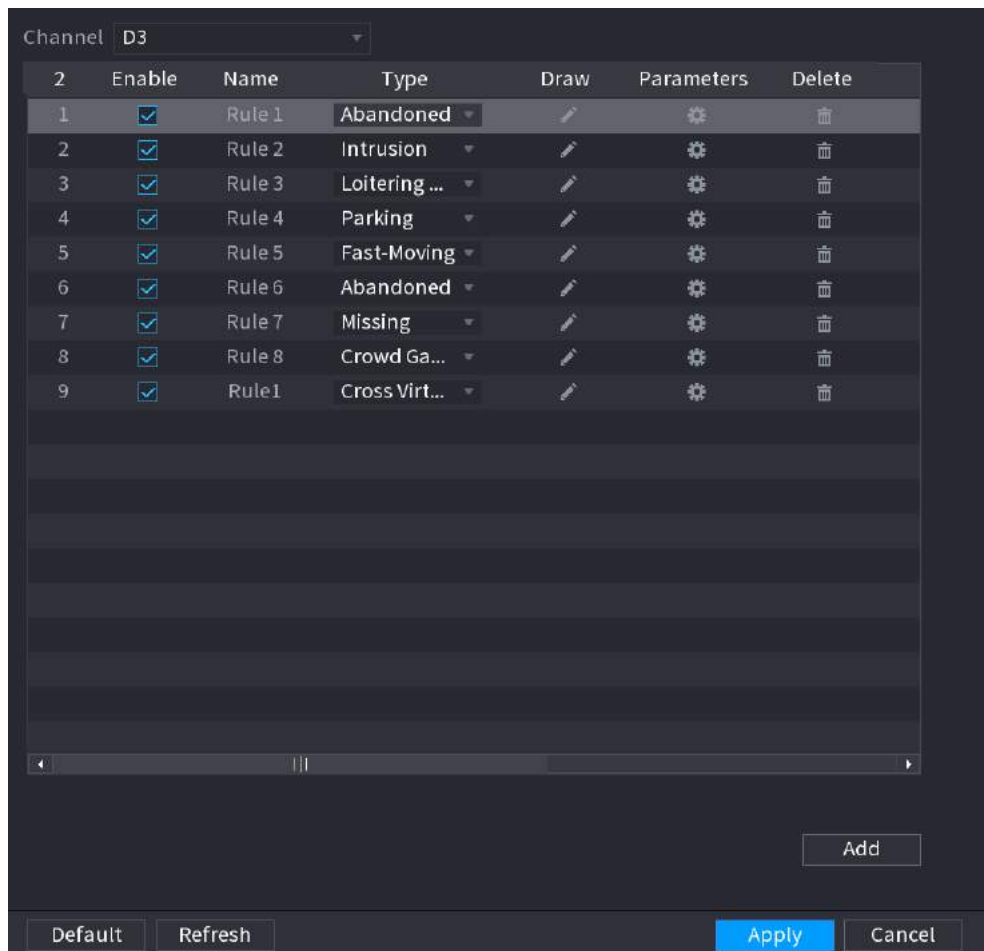 Channel D3
2 Enable Name Type Draw Parameters Delete
1 Rule 1 Abandoned
2 Rule 2 Intrusion
3 Rule 3 Loitering ...
4 Rule 4 Parking
5 Rule 5 Fast-Moving
6 Rule 6 Abandoned
7 Rule 7 Missing
8 Rule 8 Crowd Ga...
9 Rule1 Cross Virt...
Add
Default Refresh Apply Cancel